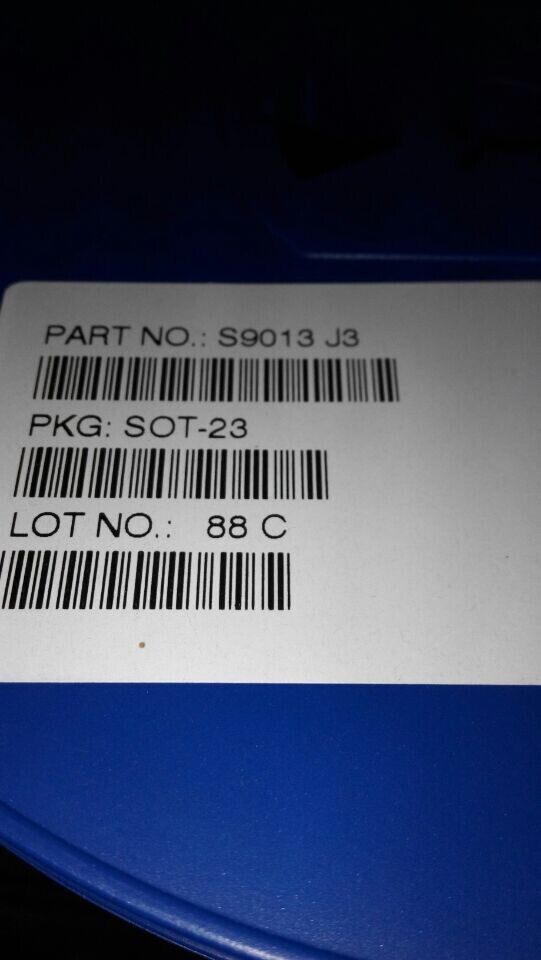 PART NO.: S9013 J3
PKG: SOT-23
LOT NO.: 88 C